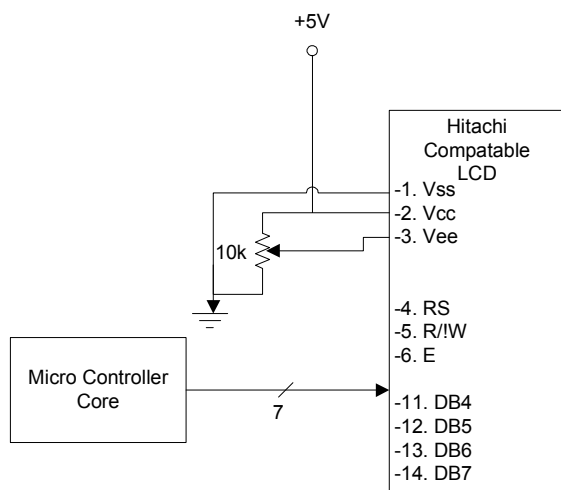 +5V
Hitachi
Compatable
LCD
-1. Vss
-2. Vcc
-3. Vee
10k
-4. RS
-5. R/!W
-6. E
Micro Controller
Core
7
-11. DB4
-12. DB5
-13. DB6
-14. DB7